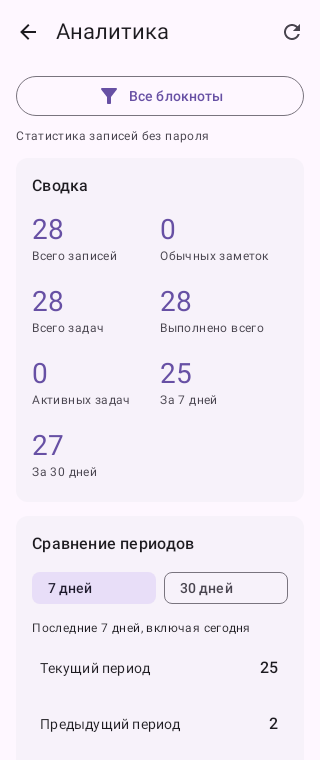 Аналитика
Все блокноты
Статистика записей без пароля
Сводка
28 0
Всего записей Обычных заметок
28 28
Всего задач Выполнено всего
0 25
Активных задач За 7 дней
27
За 30 дней
Сравнение периодов
7 дней 30 дней
Последние 7 дней, включая сегодня
Текущий период 25
Предыдущий период 2